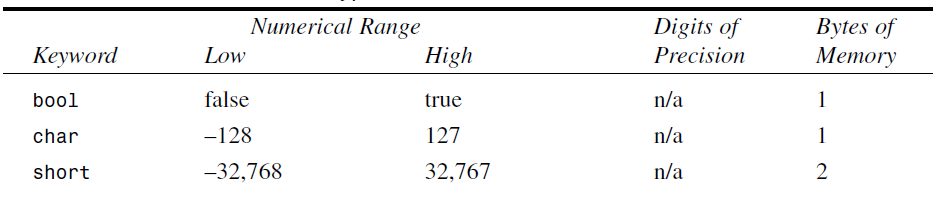 Numerical Range Digits of Bytes of
Keyword Low High Precision Memory
bool false true n/a 1
char –128 127 n/a 1
short –32,768 32,767 n/a 2